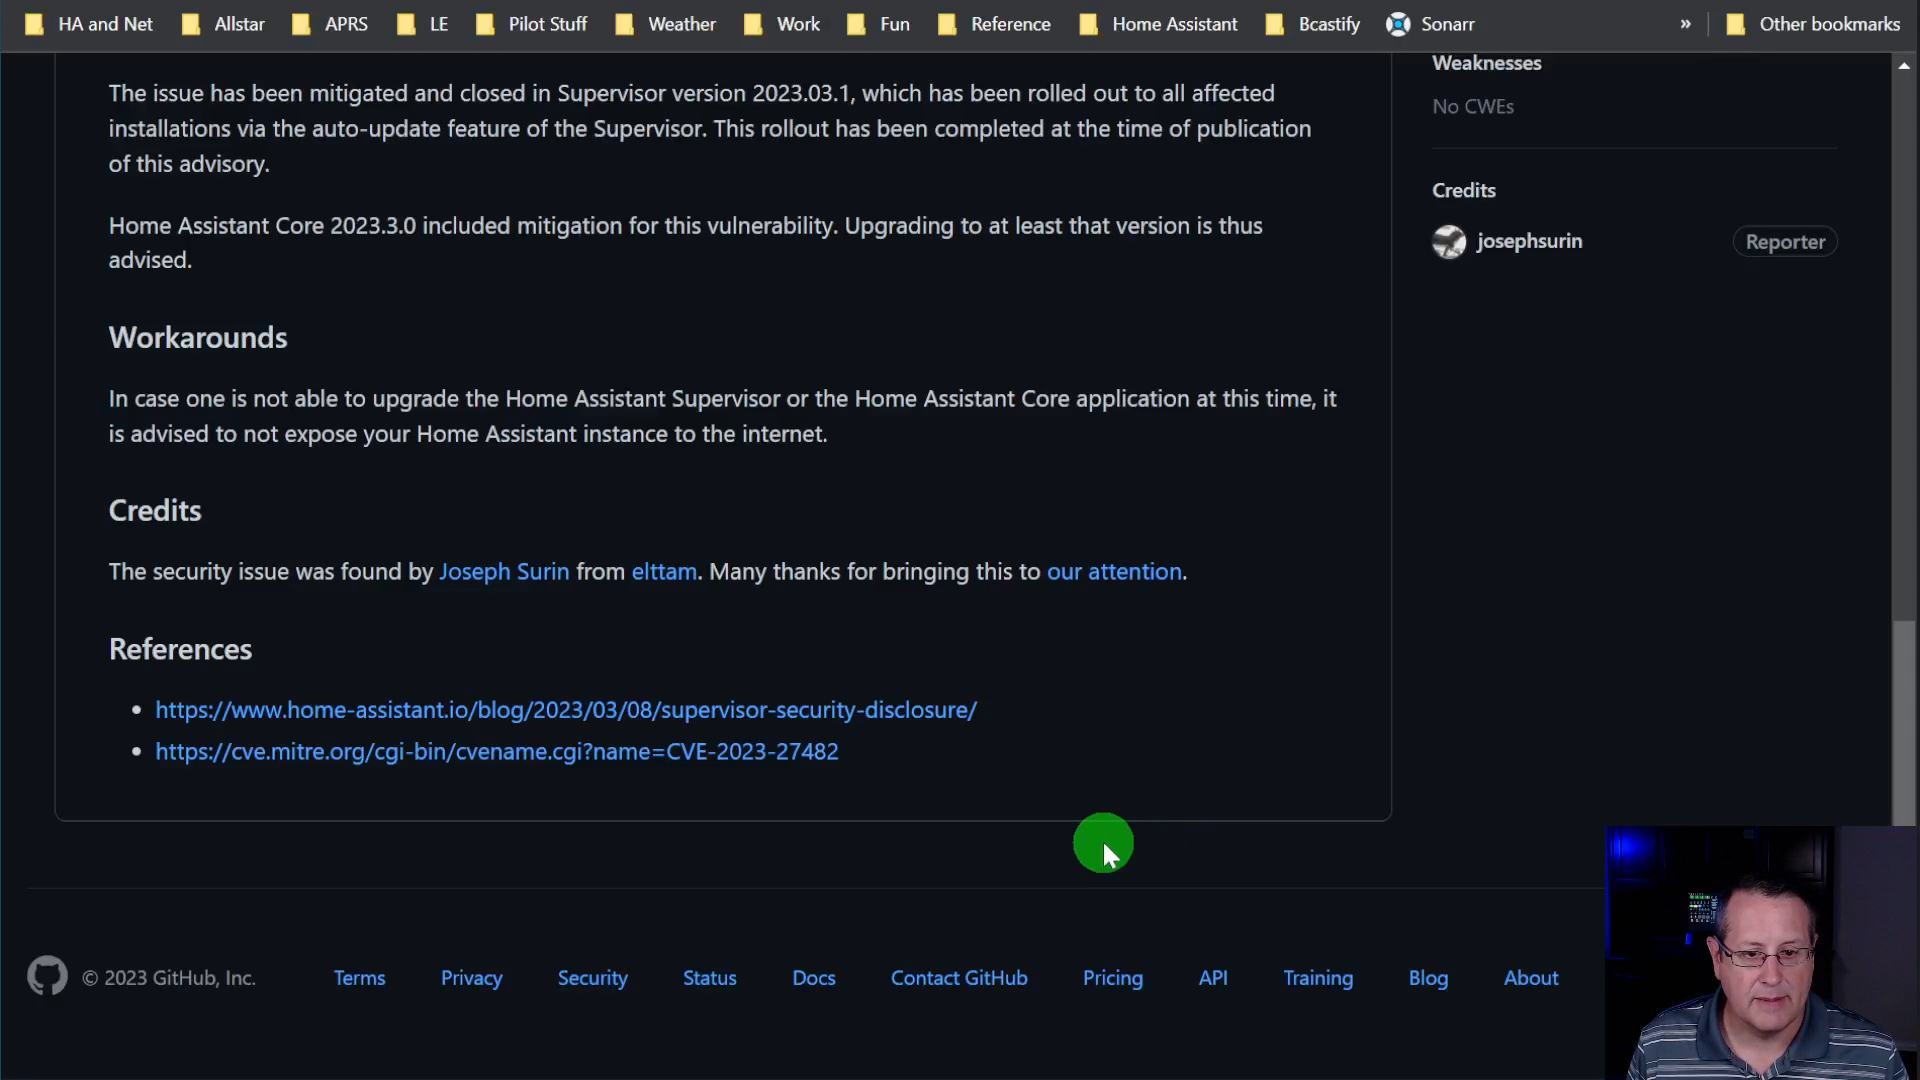 HA and Net Allstar APRS LE Pilot Stuff Weather Work Fun Reference Home Assistant Bcastify Sonarr » Other bookmarks
The issue has been mitigated and closed in Supervisor version 2023.03.1, which has been rolled out to all affected
installations via the auto-update feature of the Supervisor. This rollout has been completed at the time of publication
of this advisory.
Home Assistant Core 2023.3.0 included mitigation for this vulnerability. Upgrading to at least that version is thus
advised.
Workarounds
In case one is not able to upgrade the Home Assistant Supervisor or the Home Assistant Core application at this time, it
is advised to not expose your Home Assistant instance to the internet.
Credits
The security issue was found by Joseph Surin from elttam. Many thanks for bringing this to our attention.
References
• https://www.home-assistant.io/blog/2023/03/08/supervisor-security-disclosure/
• https://cve.mitre.org/cgi-bin/cvename.cgi?name=CVE-2023-27482
Weaknesses
No CWEs
Credits
josephsurin Reporter
© 2023 GitHub, Inc. Terms Privacy Security Status Docs Contact GitHub Pricing API Training Blog About